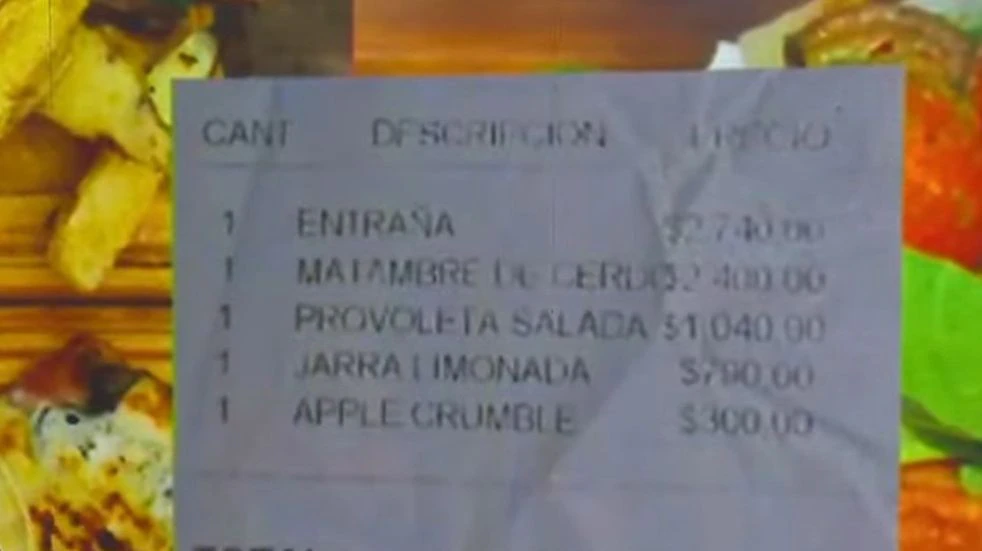 CANT DESCRIPCION PRECIO
1 ENTRAÑA $2.740,00
1 MATAMBRE DE CERDO $2.400,00
1 PROVOLETA SALADA $1,040,00
1 JARRA LIMONADA $790,00
1 APPLE CRUMBLE $300,00